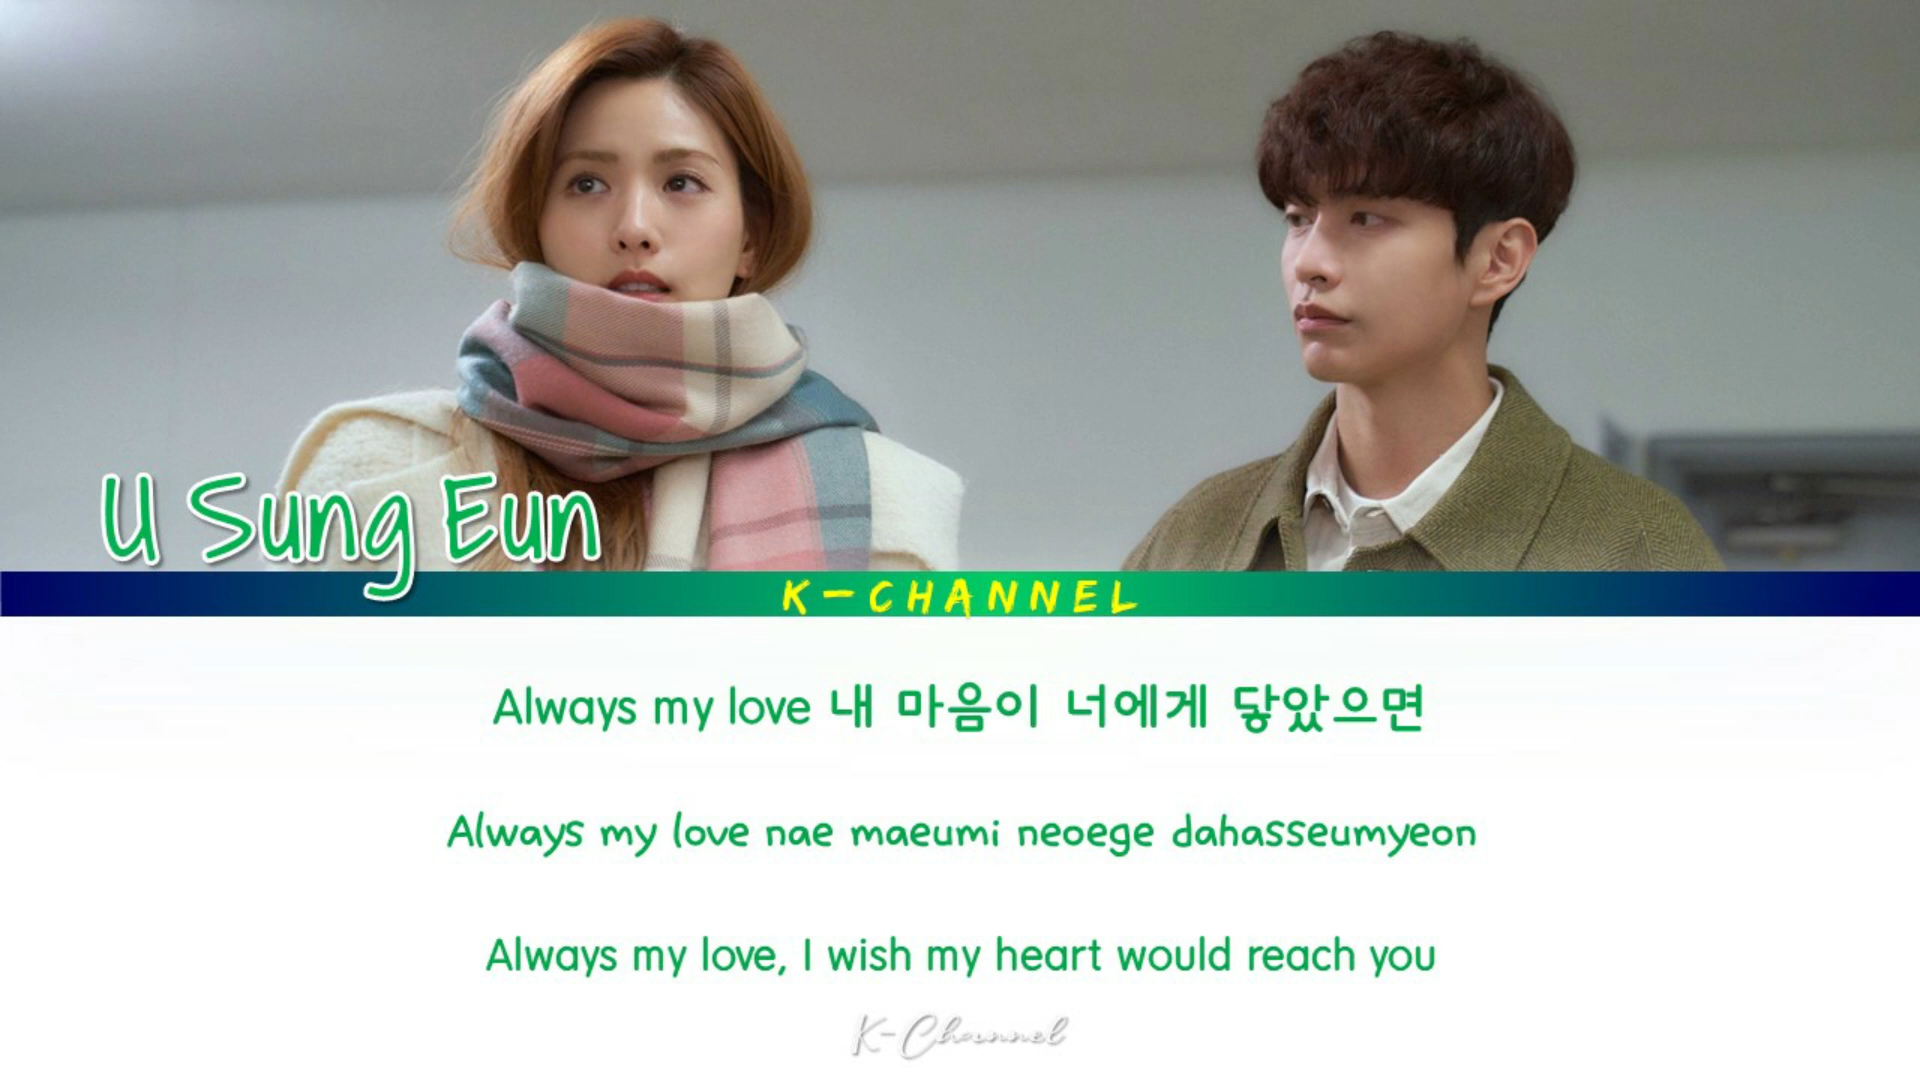 U Sung Eun
K-CHANNEL
Always my love 내 마음이 너에게 닿았으면
Always my love nae maeumi neoege dahasseumyeon
Always my love, I wish my heart would reach you
K-Channel